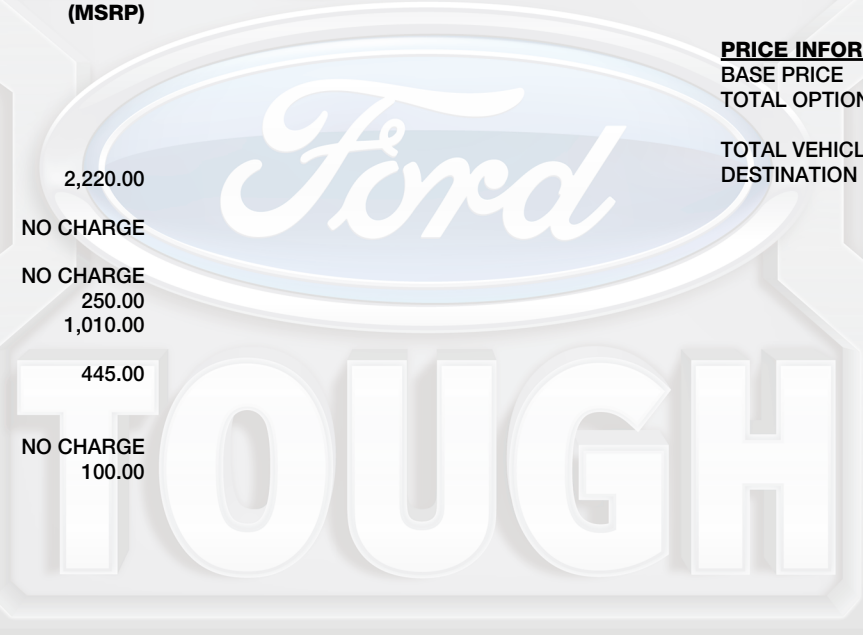 (MSRP)
2,220.00
NO CHARGE
NO CHARGE
250.00
1,010.00
445.00
NO CHARGE
100.00
PRICE INFOR
BASE PRICE
TOTAL OPTION
TOTAL VEHICL
DESTINATION
Ford
TOUGH